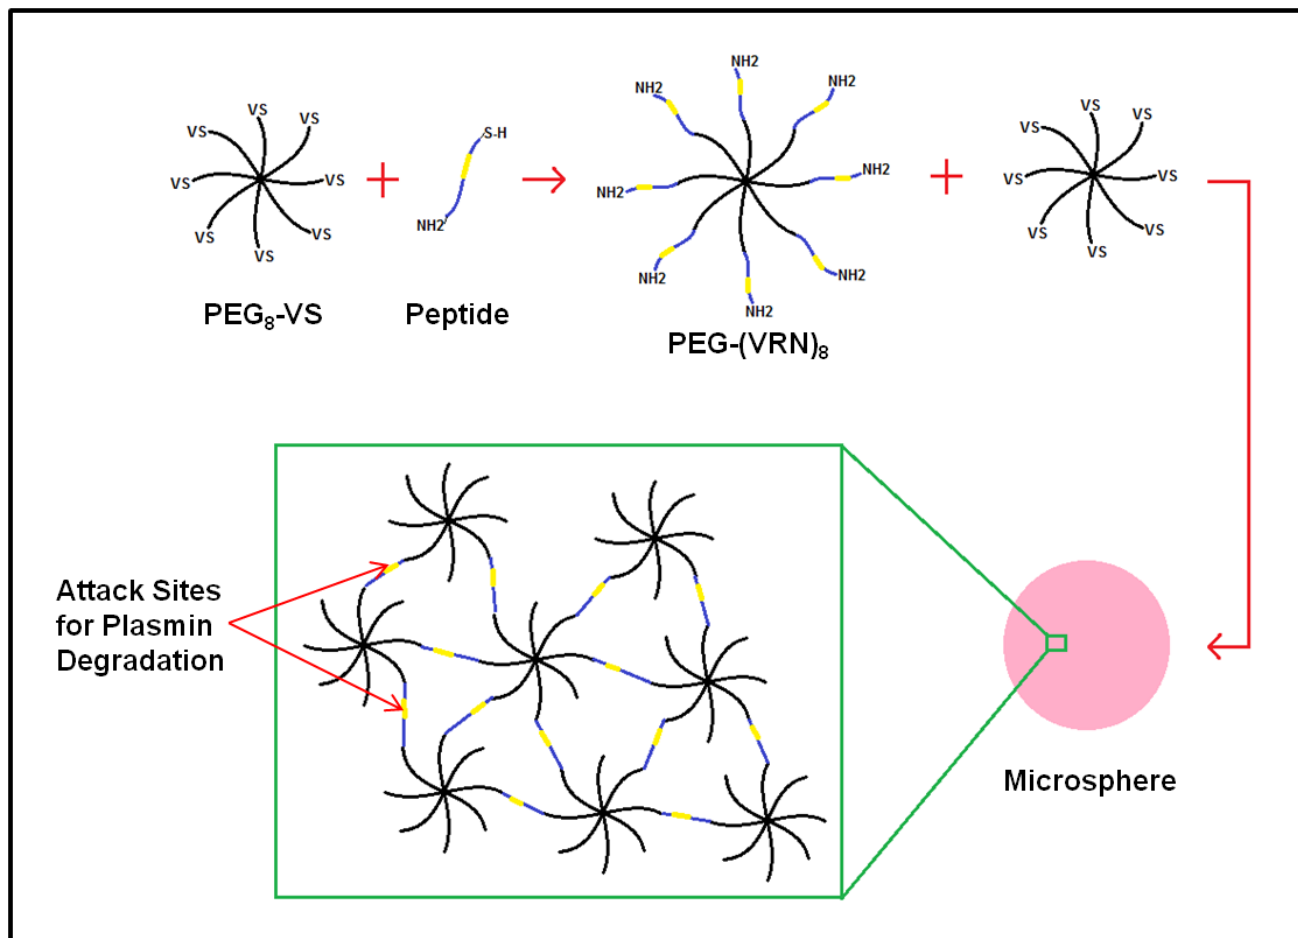 VS
VS
VS
VS
VS
VS
VS
VS
S-H
NH2
NH2
NH2
NH2
NH2
NH2
NH2
NH2
NH2
VS
VS
VS
VS
VS
VS
VS
VS
PEG₈-VS
Peptide
PEG-(VRN)₈
Attack Sites
for Plasmin
Degradation
Microsphere